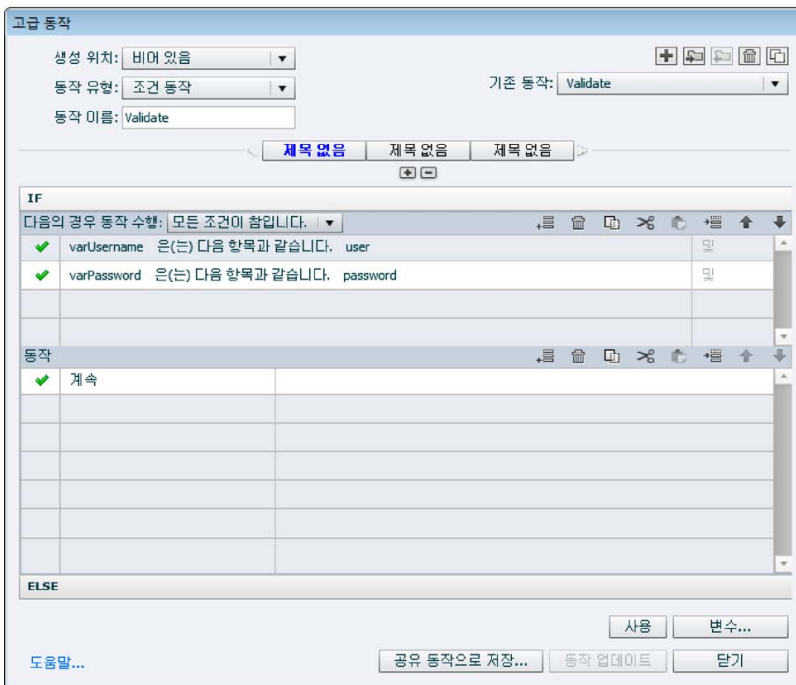 고급 동작
생성 위치: 비어 있음
동작 유형: 조건 동작
기존 동작: Validate
동작 이름: Validate
제목 없음 제목 없음 제목 없음
IF
다음의 경우 동작 수행: 모든 조건이 참입니다.
varUsername 은(는) 다음 항목과 같습니다. user 및
varPassword 은(는) 다음 항목과 같습니다. password 및
동작
계속
ELSE
사용 변수...
도움말... 공유 동작으로 저장... 동작 업데이트 닫기